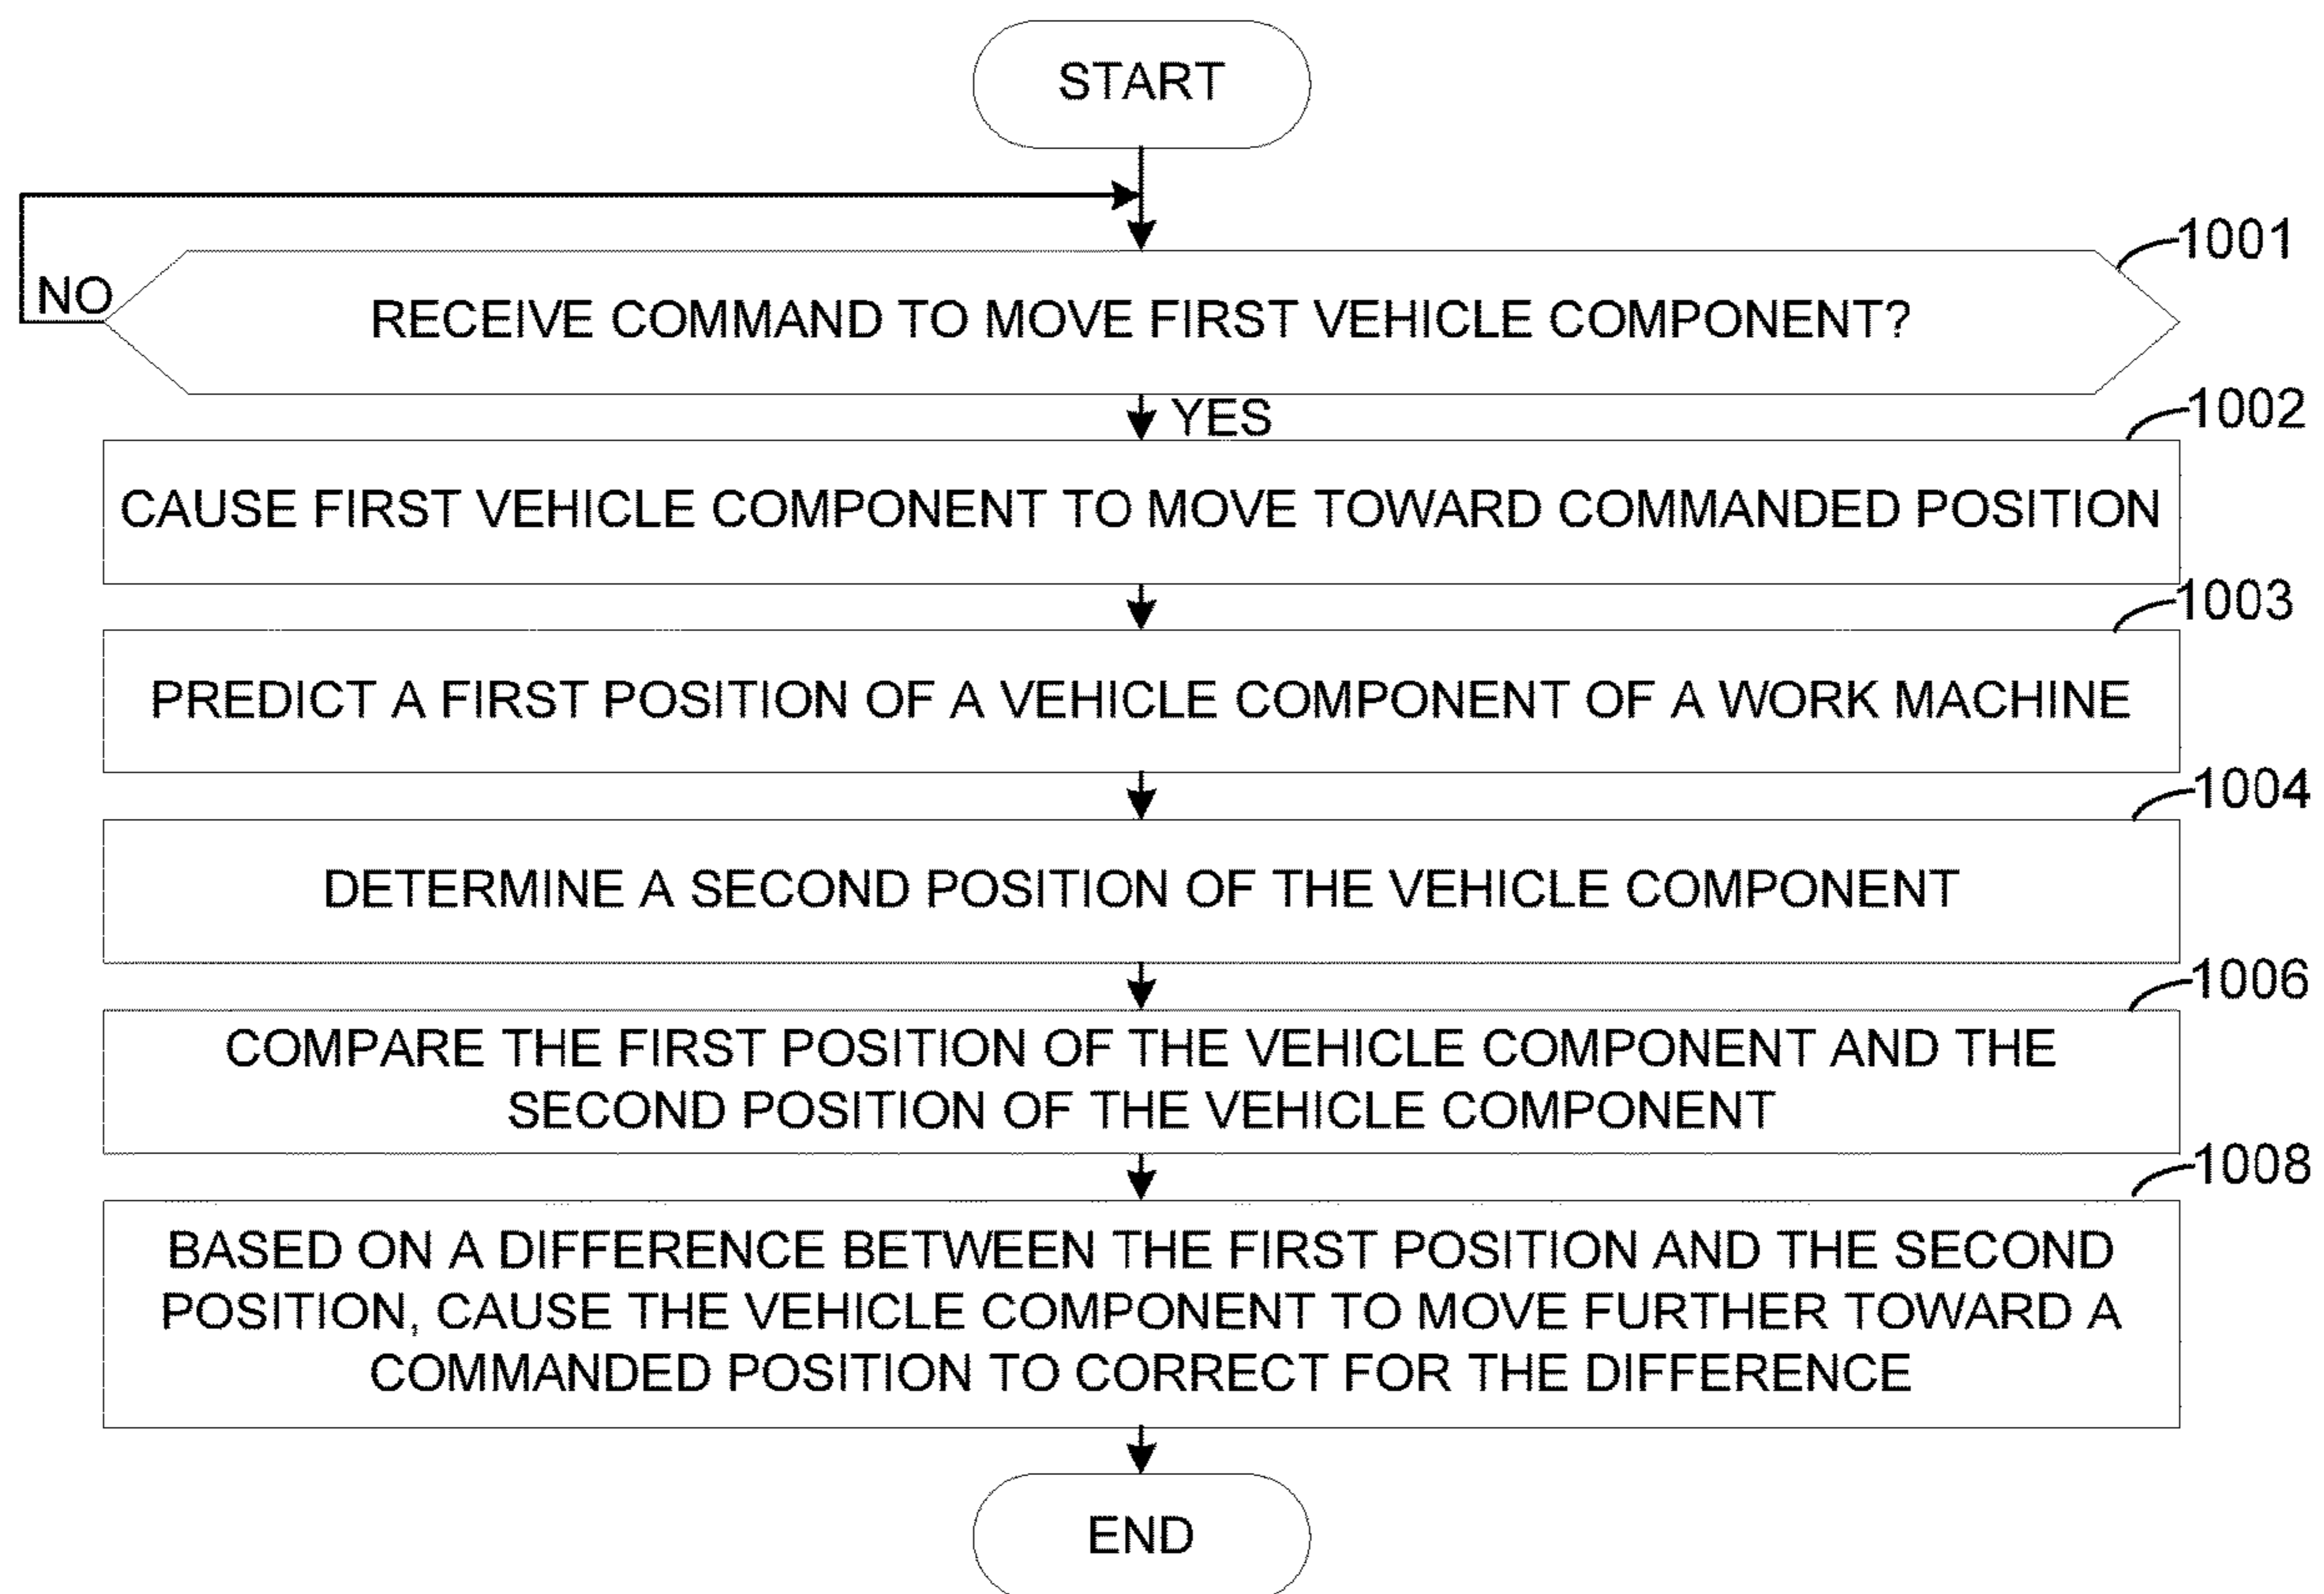 START
1001
NO
RECEIVE COMMAND TO MOVE FIRST VEHICLE COMPONENT?
YES
1002
CAUSE FIRST VEHICLE COMPONENT TO MOVE TOWARD COMMANDED POSITION
1003
PREDICT A FIRST POSITION OF A VEHICLE COMPONENT OF A WORK MACHINE
1004
DETERMINE A SECOND POSITION OF THE VEHICLE COMPONENT
1006
COMPARE THE FIRST POSITION OF THE VEHICLE COMPONENT AND THE
SECOND POSITION OF THE VEHICLE COMPONENT
1008
BASED ON A DIFFERENCE BETWEEN THE FIRST POSITION AND THE SECOND
POSITION, CAUSE THE VEHICLE COMPONENT TO MOVE FURTHER TOWARD A
COMMANDED POSITION TO CORRECT FOR THE DIFFERENCE
END